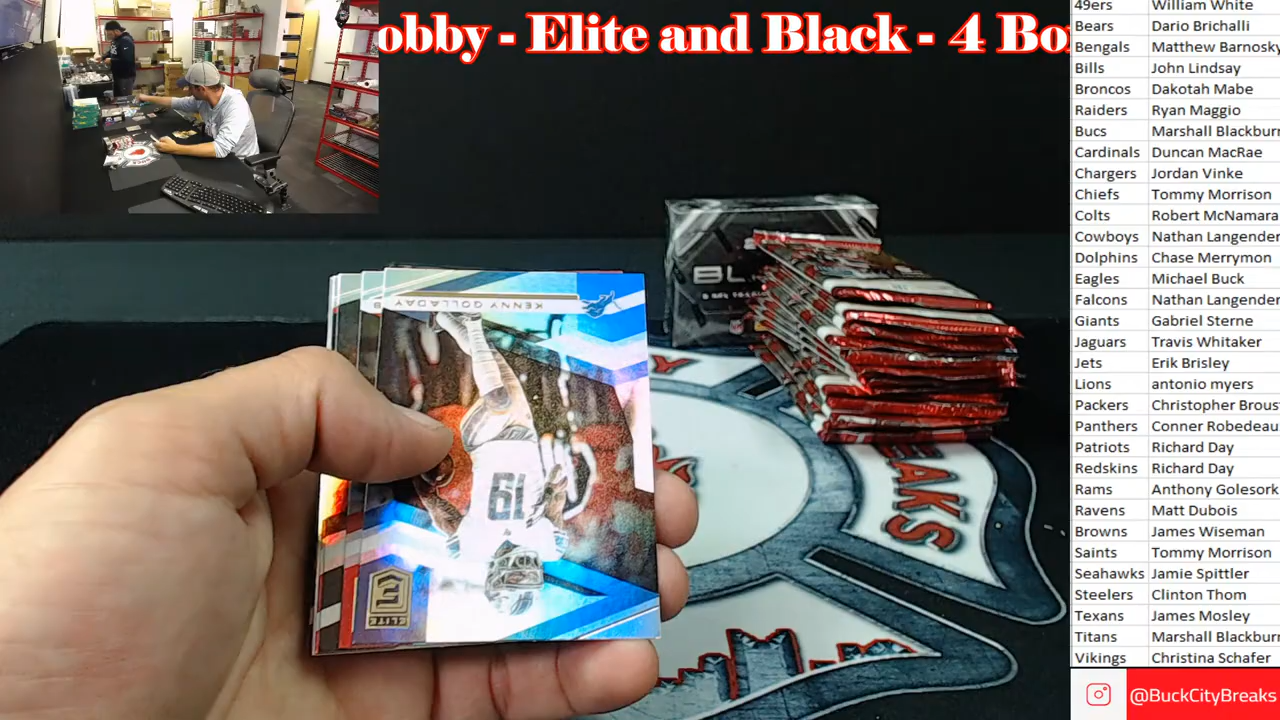 obby - Elite and Black - 4 Bo
49ers William White
Bears Dario Brichalli
Bengals Matthew Barnosky
Bills John Lindsay
Broncos Dakotah Mabe
Raiders Ryan Maggio
Bucs Marshall Blackburn
Cardinals Duncan MacRae
Chargers Jordan Vinke
Chiefs Tommy Morrison
Colts Robert McNamara
Cowboys Nathan Langender
Dolphins Chase Merrymon
Eagles Michael Buck
Falcons Nathan Langender
Giants Gabriel Sterne
Jaguars Travis Whitaker
Jets Erik Brisley
Lions antonio myers
Packers Christopher Brous
Panthers Conner Robedeau
Patriots Richard Day
Redskins Richard Day
Rams Anthony Golesork
Ravens Matt Dubois
Browns James Wiseman
Saints Tommy Morrison
Seahawks Jamie Spittler
Steelers Clinton Thom
Texans James Mosley
Titans Marshall Blackburn
Vikings Christina Schafer
@BuckCityBreaks
BL
KENNY GOLLADAY
19
ELITE
EAKS